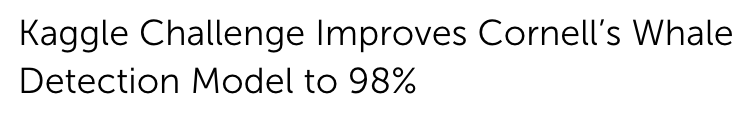 Kaggle Challenge Improves Cornell’s Whale
Detection Model to 98%